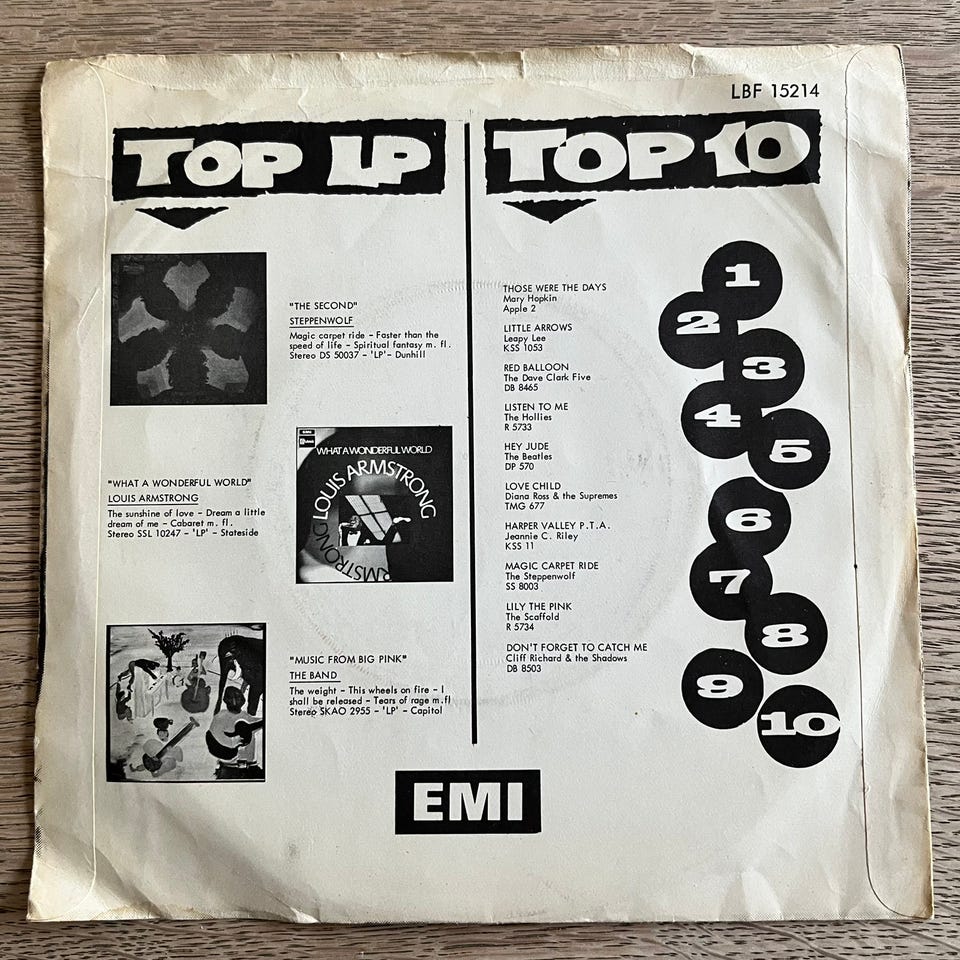 LBF 15214
TOP LP
"THE SECOND"
STEPPENWOLF
Magic carpet ride – Faster than the
speed of life – Spiritual fantasy m. fl.
Stereo DS 50037 – 'LP' – Dunhill
WHAT A WONDERFUL WORLD
LOUIS ARMSTRONG
ARMSTRONG
"WHAT A WONDERFUL WORLD"
LOUIS ARMSTRONG
The sunshine of love – Dream a little
dream of me – Cabaret m. fl.
Stereo SSL 10247 – 'LP' – Stateside
"MUSIC FROM BIG PINK"
THE BAND
The weight – This wheels on fire – I
shall be released – Tears of rage m.fl
Stereo SKAO 2955 – 'LP' – Capitol
TOP 10
THOSE WERE THE DAYS
Mary Hopkin
Apple 2
LITTLE ARROWS
Leapy Lee
KSS 1053
RED BALLOON
The Dave Clark Five
DB 8465
LISTEN TO ME
The Hollies
R 5733
HEY JUDE
The Beatles
DP 570
LOVE CHILD
Diana Ross & the Supremes
TMG 677
HARPER VALLEY P.T.A.
Jeannie C. Riley
KSS 11
MAGIC CARPET RIDE
The Steppenwolf
SS 8003
LILY THE PINK
The Scaffold
R 5734
DON'T FORGET TO CATCH ME
Cliff Richard & the Shadows
DB 8503
1
2
3
4
5
6
7
8
9
10
EMI